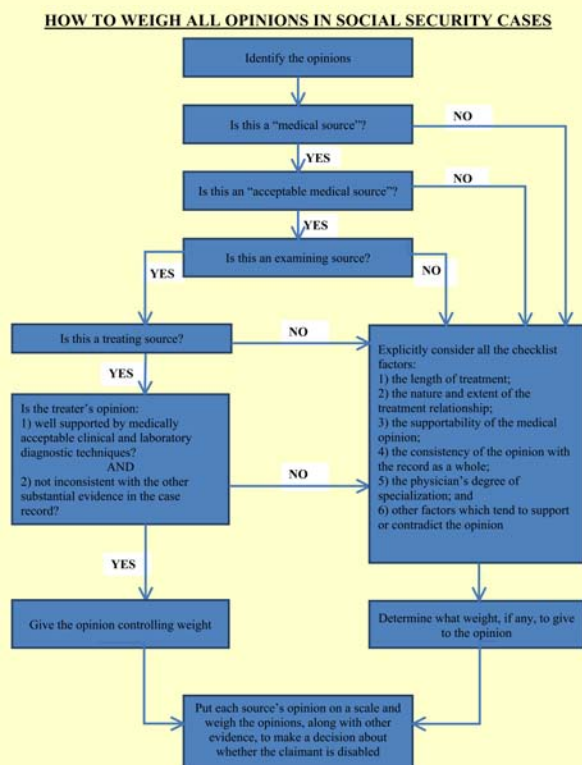 HOW TO WEIGH ALL OPINIONS IN SOCIAL SECURITY CASES
Identify the opinions
Is this a “medical source”?
NO
YES
Is this an “acceptable medical source”?
NO
YES
Is this an examining source?
YES
NO
Is this a treating source?
NO
YES
Is the treater’s opinion:
1) well supported by medically
acceptable clinical and laboratory
diagnostic techniques?
AND
2) not inconsistent with the other
substantial evidence in the case
record?
NO
Explicitly consider all the checklist
factors:
1) the length of treatment;
2) the nature and extent of the
treatment relationship;
3) the supportability of the medical
opinion;
4) the consistency of the opinion with
the record as a whole;
5) the physician’s degree of
specialization; and
6) other factors which tend to support
or contradict the opinion
YES
Give the opinion controlling weight
Determine what weight, if any, to give
to the opinion
Put each source’s opinion on a scale and
weigh the opinions, along with other
evidence, to make a decision about
whether the claimant is disabled